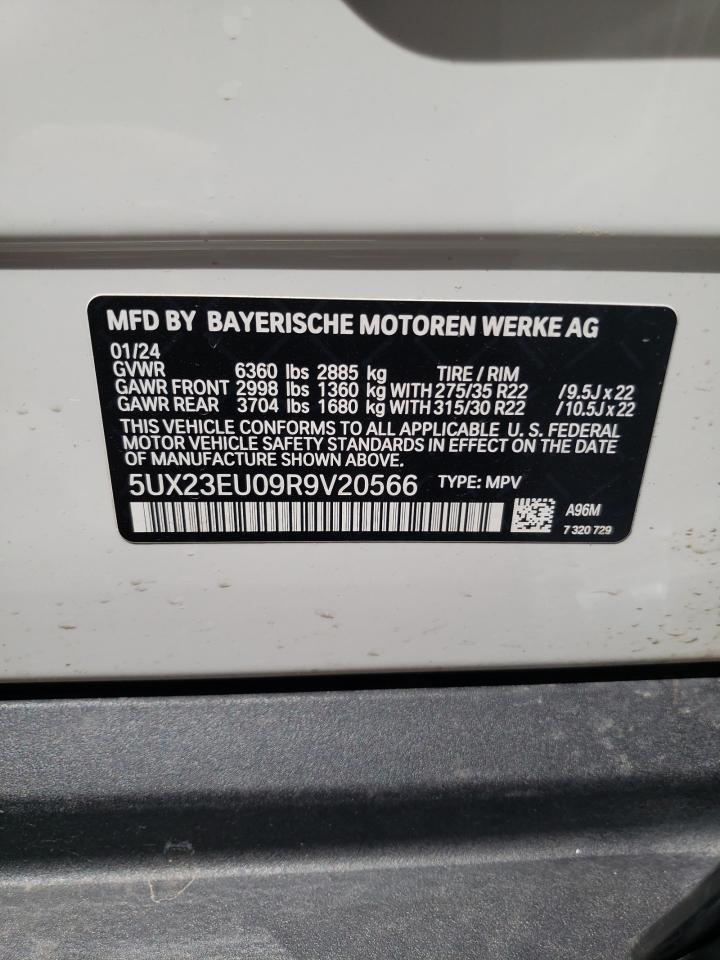 MFD BY BAYERISCHE MOTOREN WERKE AG
01/24
GVWR 6360 lbs 2885 kg TIRE / RIM
GAWR FRONT 2998 lbs 1360 kg WITH 275/35 R22 /9.5J x 22
GAWR REAR 3704 lbs 1680 kg WITH 315/30 R22 /10.5J x 22
THIS VEHICLE CONFORMS TO ALL APPLICABLE U. S. FEDERAL
MOTOR VEHICLE SAFETY STANDARDS IN EFFECT ON THE DATE
OF MANUFACTURE SHOWN ABOVE.
5UX23EU09R9V20566 TYPE: MPV
A96M
7 320 729